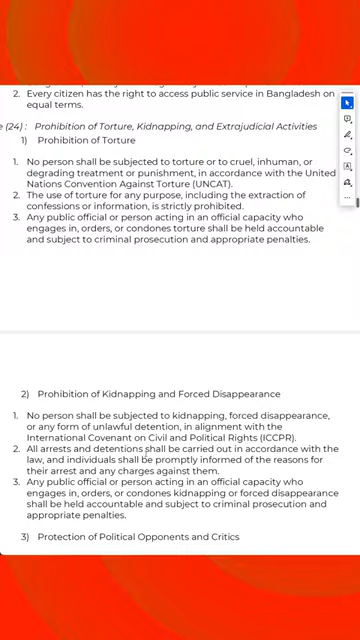 2. Every citizen has the right to access public service in Bangladesh on
equal terms.
e (24) : Prohibition of Torture, Kidnapping, and Extrajudicial Activities
1) Prohibition of Torture
1. No person shall be subjected to torture or to cruel, inhuman, or
degrading treatment or punishment, in accordance with the United
Nations Convention Against Torture (UNCAT).
2. The use of torture for any purpose, including the extraction of
confessions or information, is strictly prohibited.
3. Any public official or person acting in an official capacity who
engages in, orders, or condones torture shall be held accountable
and subject to criminal prosecution and appropriate penalties.
2) Prohibition of Kidnapping and Forced Disappearance
1. No person shall be subjected to kidnapping, forced disappearance,
or any form of unlawful detention, in alignment with the
International Covenant on Civil and Political Rights (ICCPR).
2. All arrests and detentions shall be carried out in accordance with the
law, and individuals shall be promptly informed of the reasons for
their arrest and any charges against them.
3. Any public official or person acting in an official capacity who
engages in, orders, or condones kidnapping or forced disappearance
shall be held accountable and subject to criminal prosecution and
appropriate penalties.
3) Protection of Political Opponents and Critics